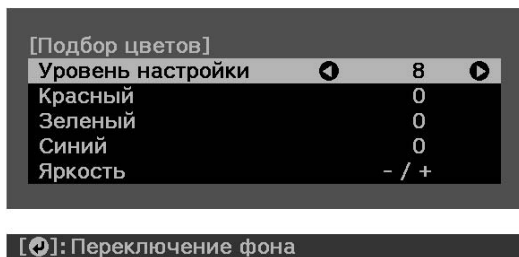 [Подбор цветов]
Уровень настройки 8
Красный 0
Зеленый 0
Синий 0
Яркость - / +
[↵]: Переключение фона